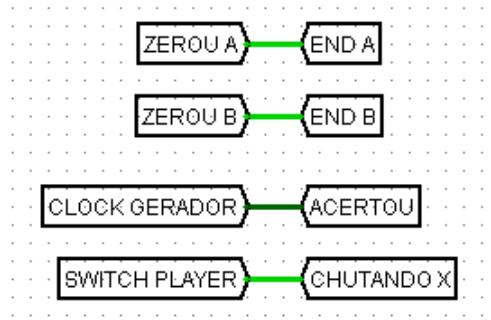 ZEROU A END A
ZEROU B END B
CLOCK GERADOR ACERTOU
SWITCH PLAYER CHUTANDO X